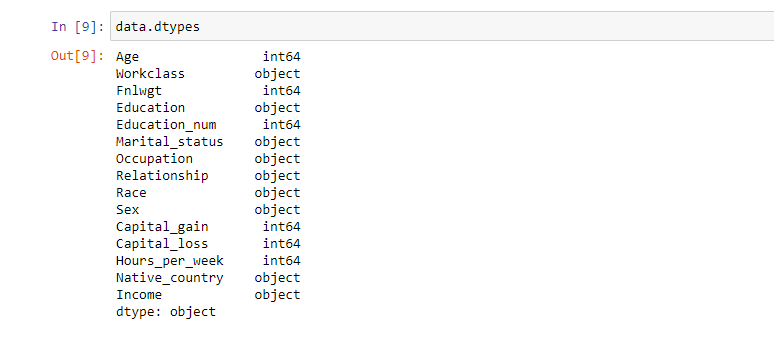 In [9]: data.dtypes
Out[9]: Age int64
Workclass object
Fnlwgt int64
Education object
Education_num int64
Marital_status object
Occupation object
Relationship object
Race object
Sex object
Capital_gain int64
Capital_loss int64
Hours_per_week int64
Native_country object
Income object
dtype: object